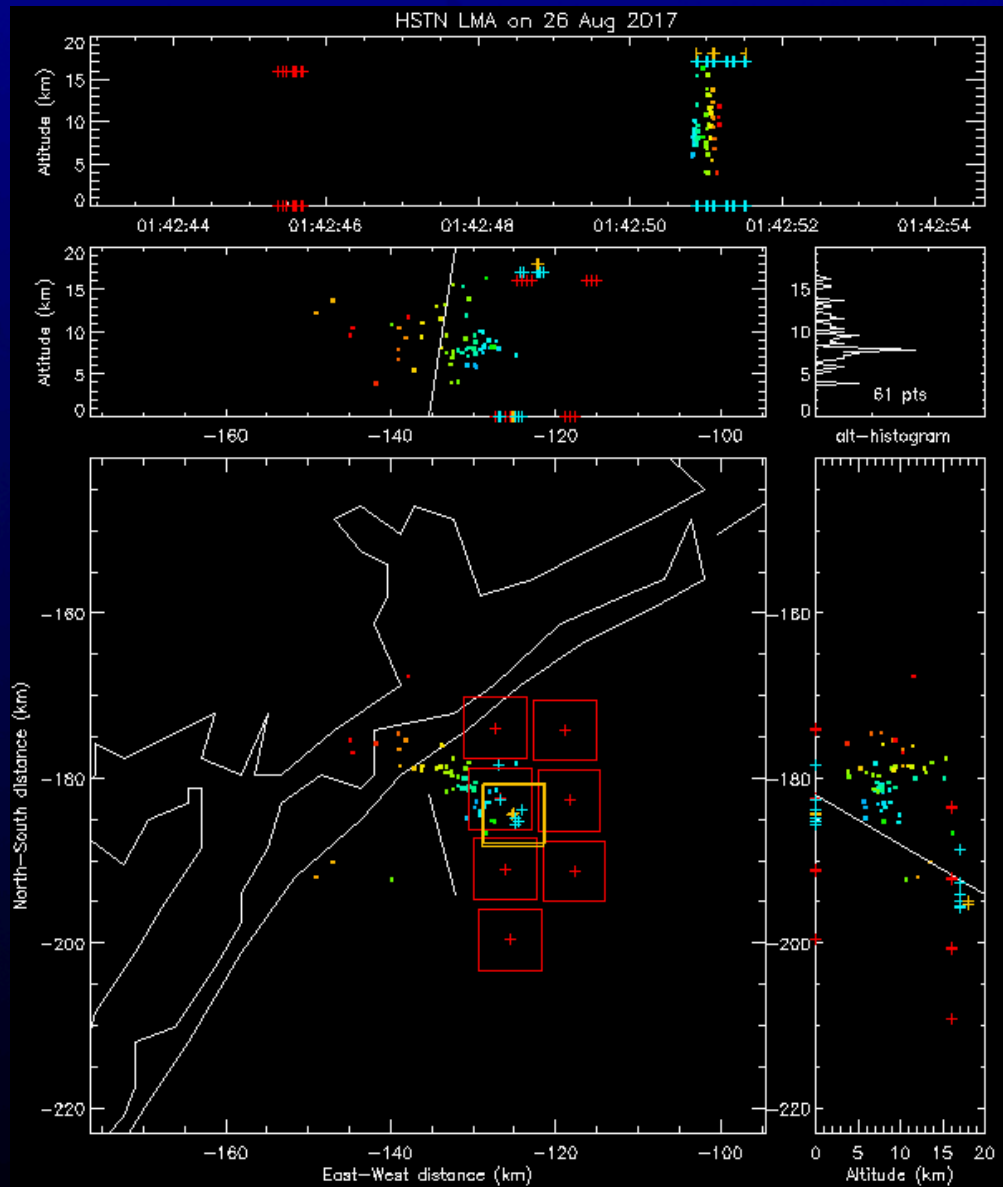 HSTN LMA on 26 Aug 2017
20
15
10
5
0
Altitude (km)
01:42:44 01:42:46 01:42:48 01:42:50 01:42:52 01:42:54
20
15
10
5
0
Altitude (km)
−160 −140 −120 −100
15
10
5
0
61 pts
alt−histogram
−160
−180
−200
−220
North−South distance (km)
−160 −140 −120 −100
East−West distance (km)
−160
−180
−200
−220
0 5 10 15 20
Altitude (km)